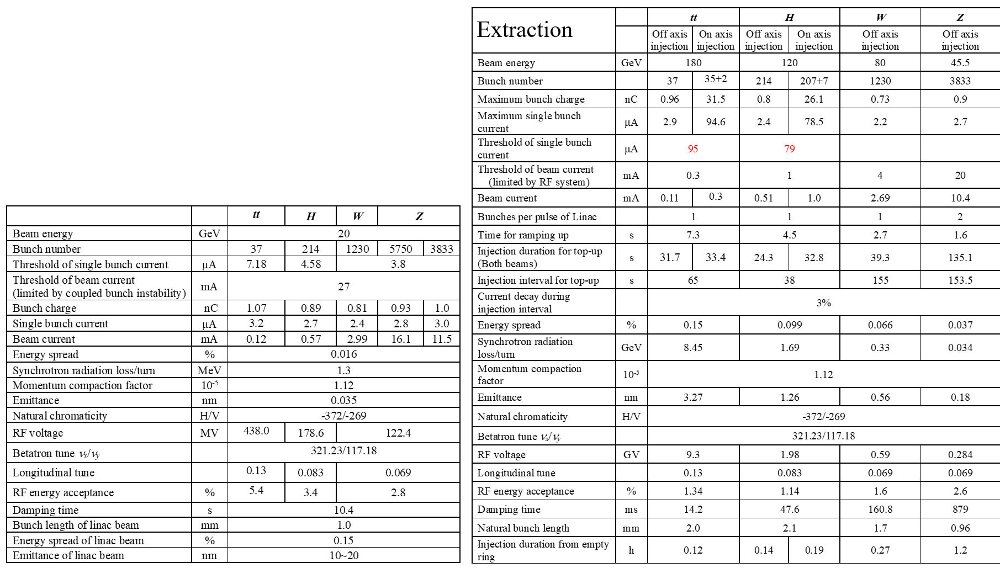 tt H W Z
Beam energy GeV 20
Bunch number 37 214 1230 5750 3833
Threshold of single bunch current μA 7.18 4.58 3.8
Threshold of beam current
(limited by coupled bunch instability) mA 27
Bunch charge nC 1.07 0.89 0.81 0.93 1.0
Single bunch current μA 3.2 2.7 2.4 2.8 3.0
Beam current mA 0.12 0.57 2.99 16.1 11.5
Energy spread % 0.016
Synchrotron radiation loss/turn MeV 1.3
Momentum compaction factor 10-5 1.12
Emittance nm 0.035
Natural chromaticity H/V -372/-269
RF voltage MV 438.0 178.6 122.4
Betatron tune νx/νy 321.23/117.18
Longitudinal tune 0.13 0.083 0.069
RF energy acceptance % 5.4 3.4 2.8
Damping time s 10.4
Bunch length of linac beam mm 1.0
Energy spread of linac beam % 0.15
Emittance of linac beam nm 10~20
Extraction tt H W Z
Off axis On axis Off axis On axis Off axis Off axis
injection injection injection injection injection injection
Beam energy GeV 180 120 80 45.5
Bunch number 37 35+2 214 207+7 1230 3833
Maximum bunch charge nC 0.96 31.5 0.8 26.1 0.73 0.9
Maximum single bunch
current μA 2.9 94.6 2.4 78.5 2.2 2.7
Threshold of single bunch
current μA 95 79
Threshold of beam current
(limited by RF system) mA 0.3 1 4 20
Beam current mA 0.11 0.3 0.51 1.0 2.69 10.4
Bunches per pulse of Linac 1 1 1 2
Time for ramping up s 7.3 4.5 2.7 1.6
Injection duration for top-up
(Both beams) s 31.7 33.4 24.3 32.8 39.3 135.1
Injection interval for top-up s 65 38 155 153.5
Current decay during
injection interval 3%
Energy spread % 0.15 0.099 0.066 0.037
Synchrotron radiation
loss/turn GeV 8.45 1.69 0.33 0.034
Momentum compaction
factor 10-5 1.12
Emittance nm 3.27 1.26 0.56 0.18
Natural chromaticity H/V -372/-269
Betatron tune νx/νy 321.23/117.18
RF voltage GV 9.3 1.98 0.59 0.284
Longitudinal tune 0.13 0.083 0.069 0.069
RF energy acceptance % 1.34 1.14 1.6 2.6
Damping time ms 14.2 47.6 160.8 879
Natural bunch length mm 2.0 2.1 1.7 0.96
Injection duration from empty
ring h 0.12 0.14 0.19 0.27 1.2